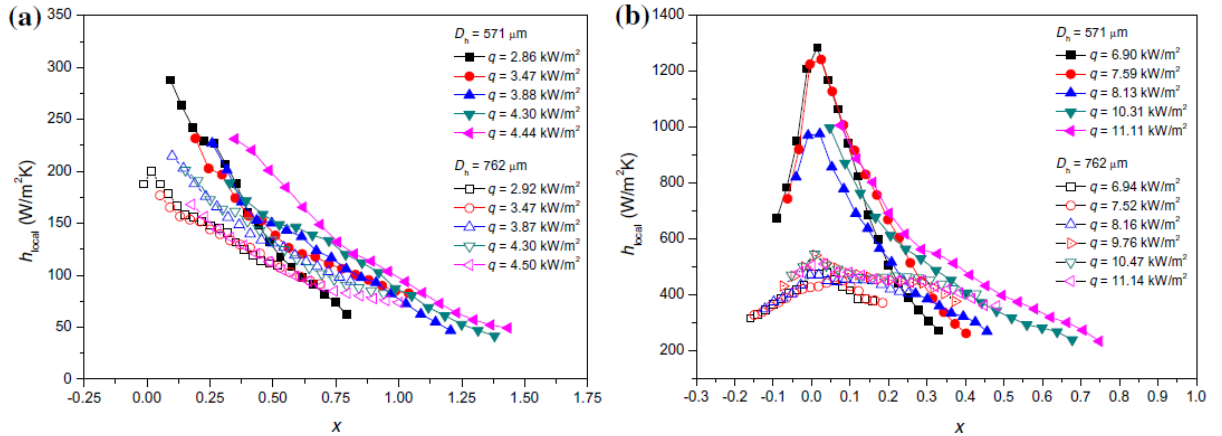 (a)
350
300
250
200
150
100
50
0
-0.25
0.00
0.25
0.50
0.75
1.00
1.25
1.50
1.75
h_local (W/m²K)
x
D_h = 571 μm
q = 2.86 kW/m²
q = 3.47 kW/m²
q = 3.88 kW/m²
q = 4.30 kW/m²
q = 4.44 kW/m²
D_h = 762 μm
q = 2.92 kW/m²
q = 3.47 kW/m²
q = 3.87 kW/m²
q = 4.30 kW/m²
q = 4.50 kW/m²
(b)
1400
1200
1000
800
600
400
200
-0.3
-0.2
-0.1
0.0
0.1
0.2
0.3
0.4
0.5
0.6
0.7
0.8
0.9
1.0
h_local (W/m²K)
x
D_h = 571 μm
q = 6.90 kW/m²
q = 7.59 kW/m²
q = 8.13 kW/m²
q = 10.31 kW/m²
q = 11.11 kW/m²
D_h = 762 μm
q = 6.94 kW/m²
q = 7.52 kW/m²
q = 8.16 kW/m²
q = 9.76 kW/m²
q = 10.47 kW/m²
q = 11.14 kW/m²